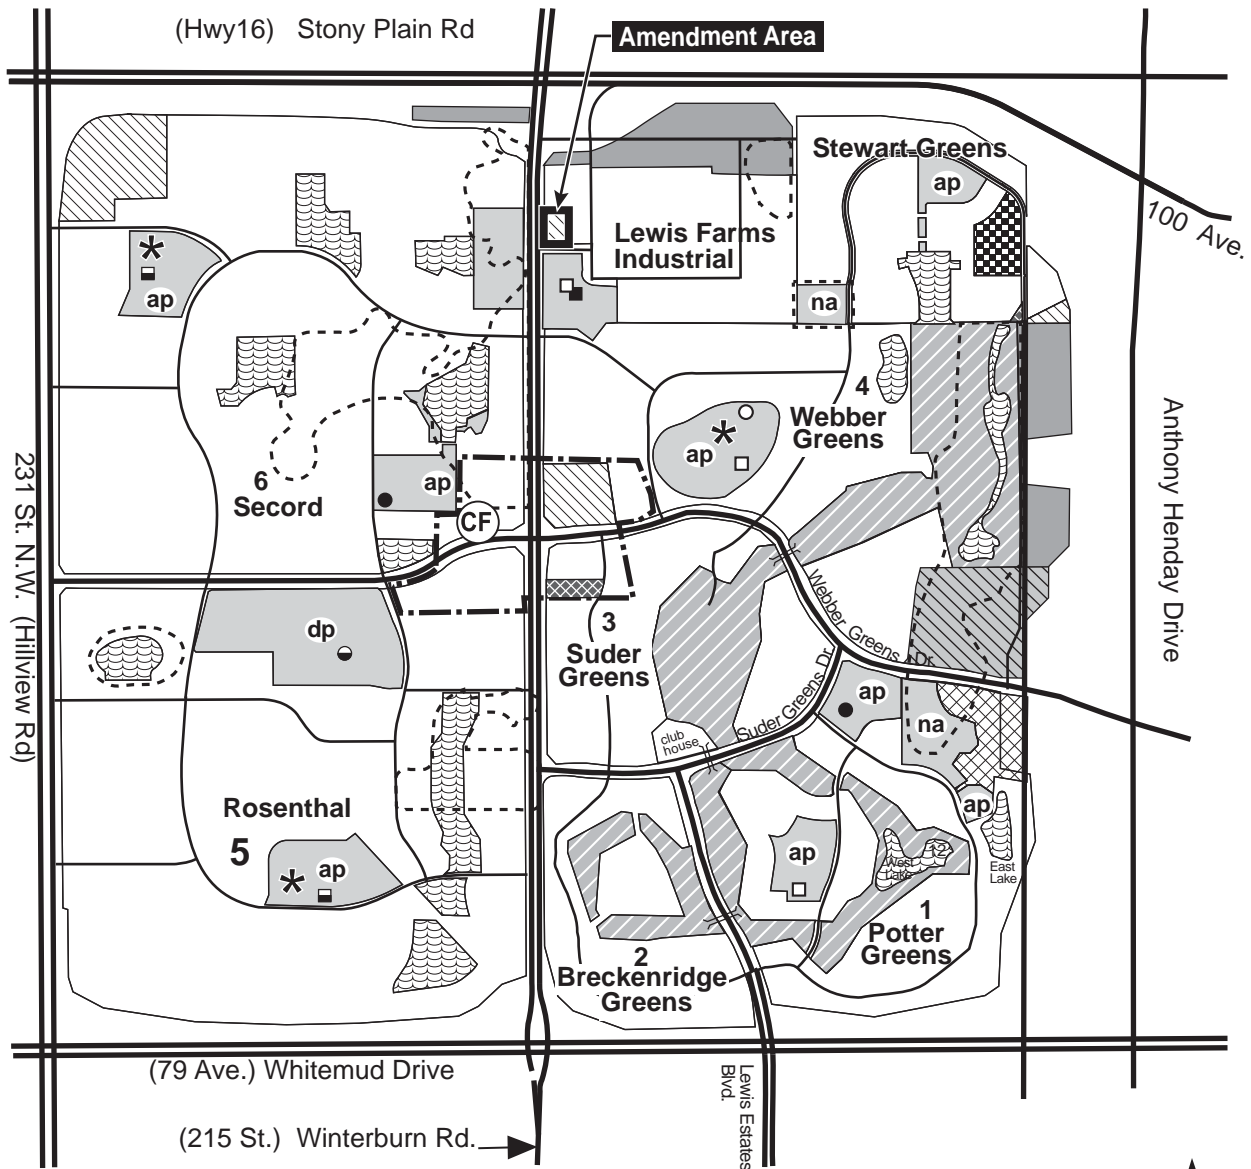 (Hwy16) Stony Plain Rd
Amendment Area
Stewart Greens
ap
100 Ave.
Lewis Farms
Industrial
ap
na
4
Webber
Greens
ap
6
Secord
ap
CF
231 St. N.W. (Hillview Rd)
Anthony Henday Drive
dp
3
Suder
Greens
Webber Greens Dr.
Suder Greens Dr.
club
house
ap
na
ap
Rosenthal
5
ap
ap
West
Lake
12
East
Lake
1
Potter
Greens
2
Breckenridge
Greens
(79 Ave.) Whitemud Drive
Lewis Estates
Blvd.
(215 St.) Winterburn Rd.